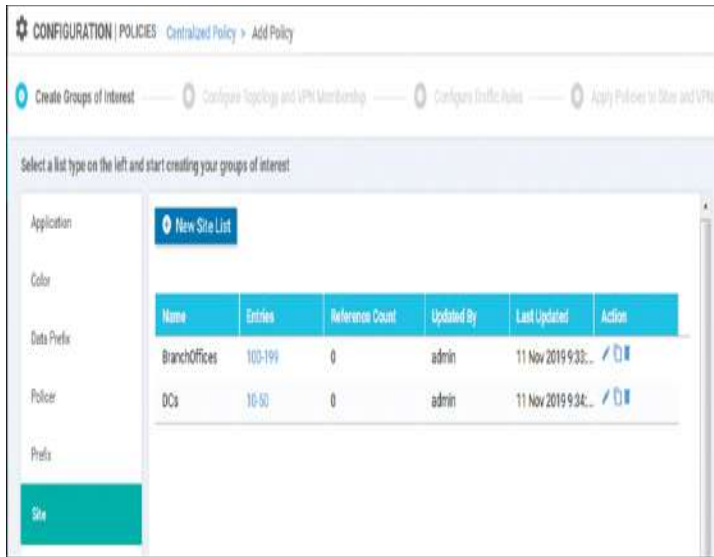 CONFIGURATION | POLICIES Centralized Policy > Add Policy
Create Groups of Interest Configure Topology and VPN Membership Configure Traffic Rules Apply Policies to Sites and VPN
Select a list type on the left and start creating your groups of interest
Application
Color
Data Prefix
Policer
Prefix
Site
New Site List
Name Entries Reference Count Updated By Last Updated Action
BranchOffices 100-199 0 admin 11 Nov 2019 9:33:...
DCs 10-50 0 admin 11 Nov 2019 9:34:...